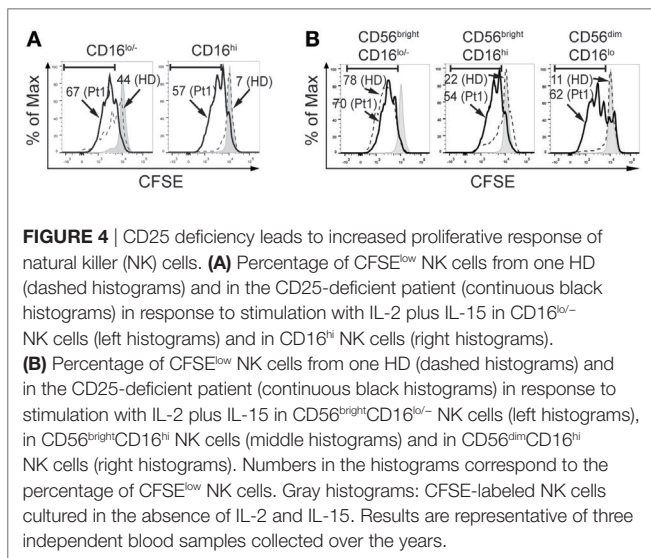 A
CD16lo/-
CD16hi
B
CD56bright
CD16lo/-
CD56bright
CD16hi
CD56dim
CD16lo
% of Max
67 (Pt1)
44 (HD)
57 (Pt1)
7 (HD)
CFSE
% of Max
78 (HD)
70 (Pt1)
22 (HD)
54 (Pt1)
11 (HD)
62 (Pt1)
CFSE
FIGURE 4 | CD25 deficiency leads to increased proliferative response of
natural killer (NK) cells. (A) Percentage of CFSElow NK cells from one HD
(dashed histograms) and in the CD25-deficient patient (continuous black
histograms) in response to stimulation with IL-2 plus IL-15 in CD16lo/−
NK cells (left histograms) and in CD16hi NK cells (right histograms).
(B) Percentage of CFSElow NK cells from one HD (dashed histograms) and
in the CD25-deficient patient (continuous black histograms) in response to
stimulation with IL-2 plus IL-15 in CD56brightCD16lo/− NK cells (left histograms),
in CD56brightCD16hi NK cells (middle histograms) and in CD56dimCD16hi
NK cells (right histograms). Numbers in the histograms correspond to the
percentage of CFSElow NK cells. Gray histograms: CFSE-labeled NK cells
cultured in the absence of IL-2 and IL-15. Results are representative of three
independent blood samples collected over the years.